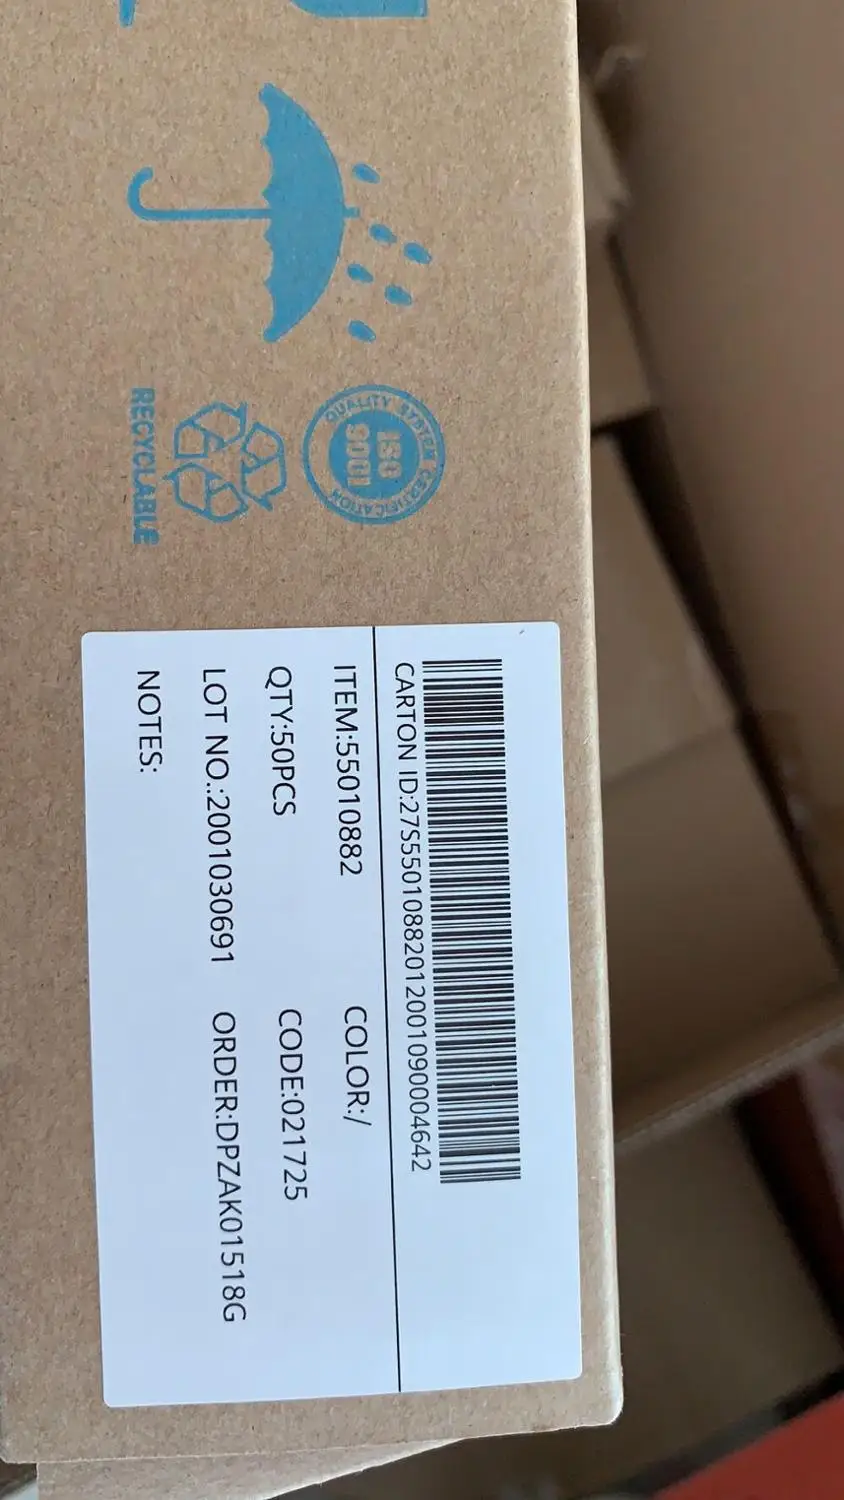 QUALITY SYSTEM CERTIFICATION
ISO
9001
RECYCLABLE
CARTON ID:27S55010882012001090004642
ITEM:55010882 COLOR:/
QTY:50PCS CODE:021725
LOT NO.:2001030691 ORDER:DPZAK01518G
NOTES: